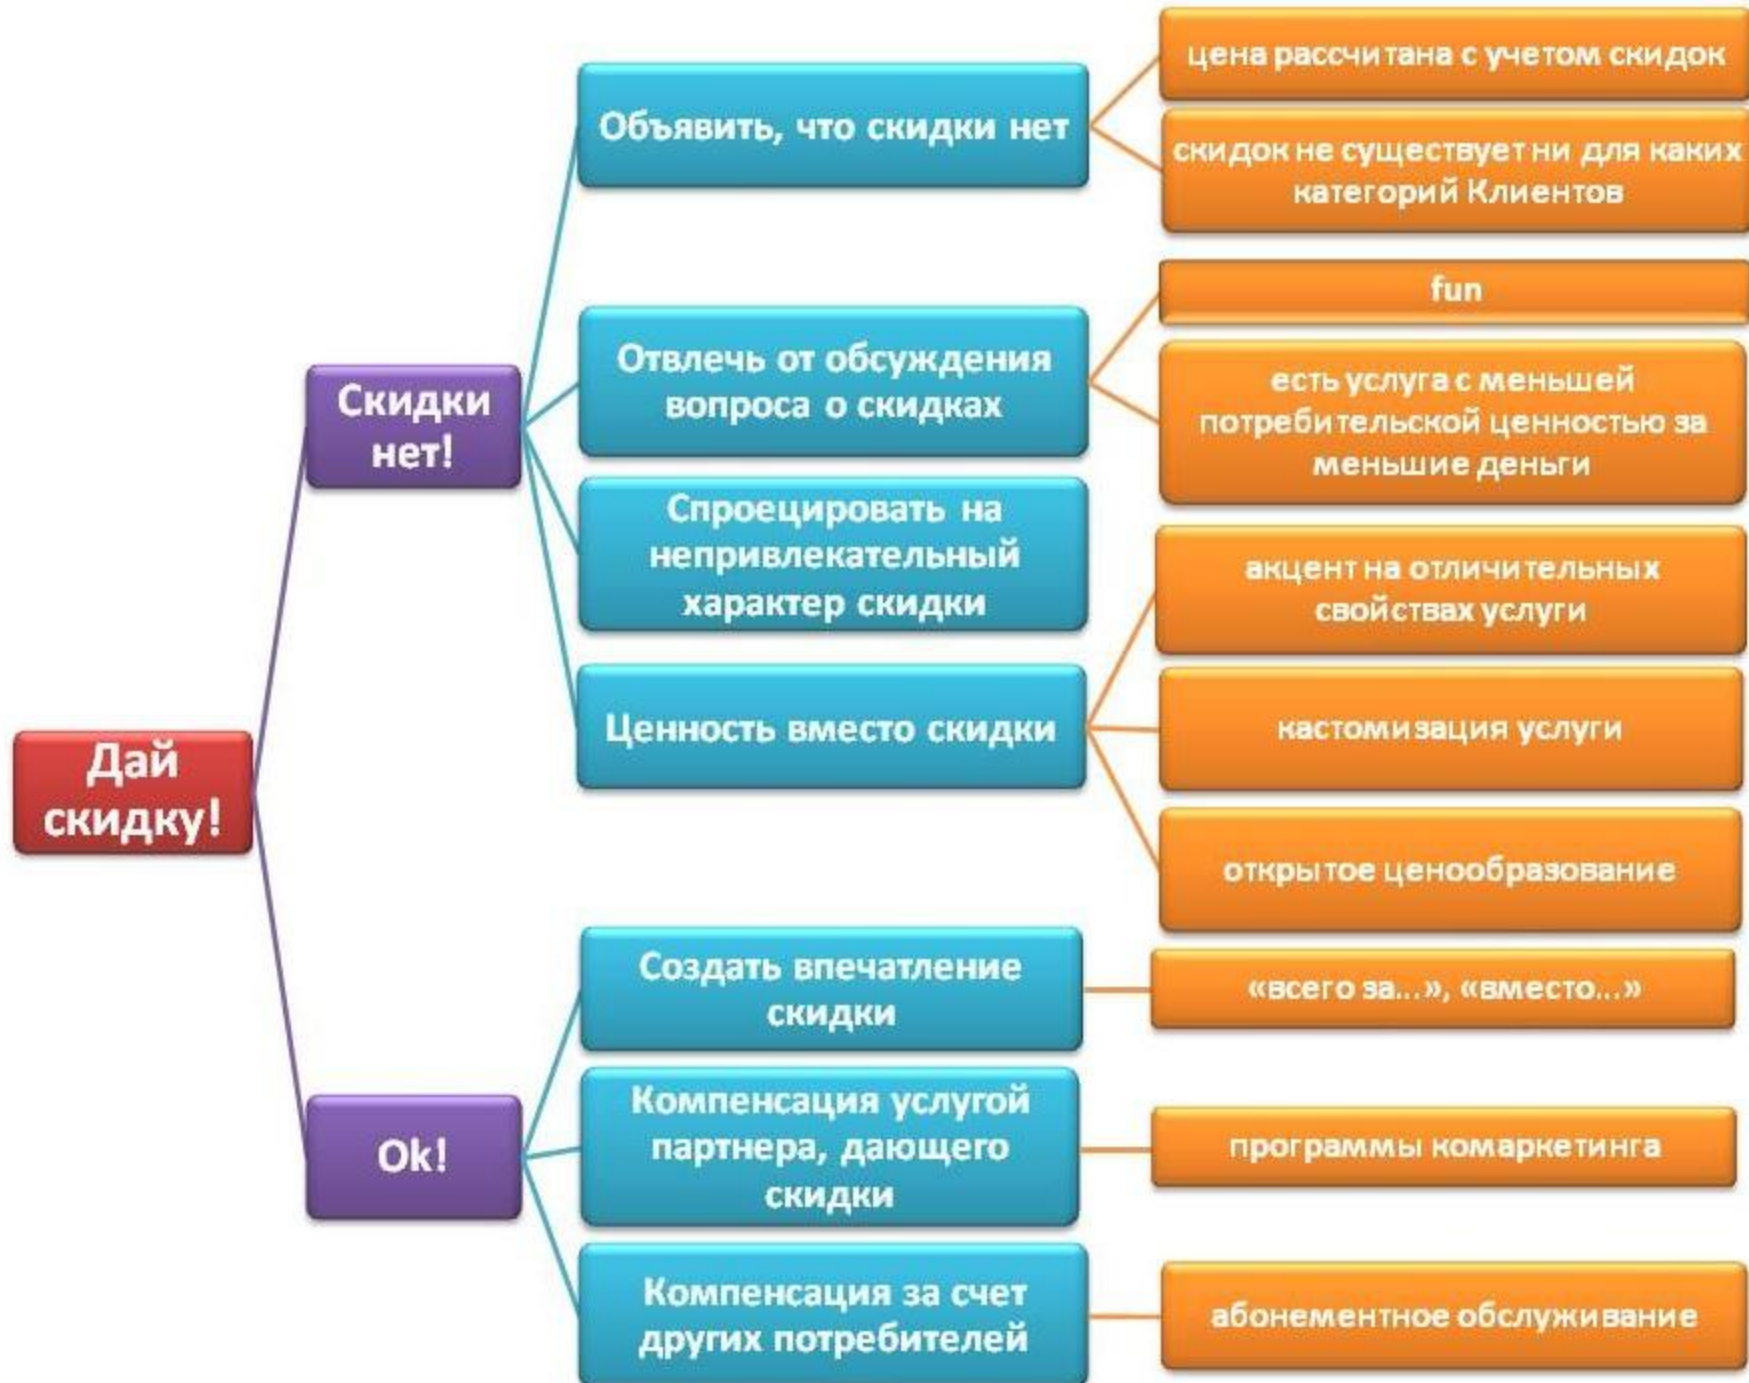 Дай
скидку!
Скидки
нет!
Объявить, что скидки нет
цена рассчитана с учетом скидок
скидок не существует ни для каких
категорий Клиентов
Отвлечь от обсуждения
вопроса о скидках
fun
есть услуга с меньшей
потребительской ценностью за
меньшие деньги
Спроецировать на
непривлекательный
характер скидки
Ценность вместо скидки
акцент на отличительных
свойствах услуги
кастомизация услуги
открытое ценообразование
Ok!
Создать впечатление
скидки
«всего за...», «вместо...»
Компенсация услугой
партнера, дающего
скидки
программы комаркетинга
Компенсация за счет
других потребителей
абонементное обслуживание